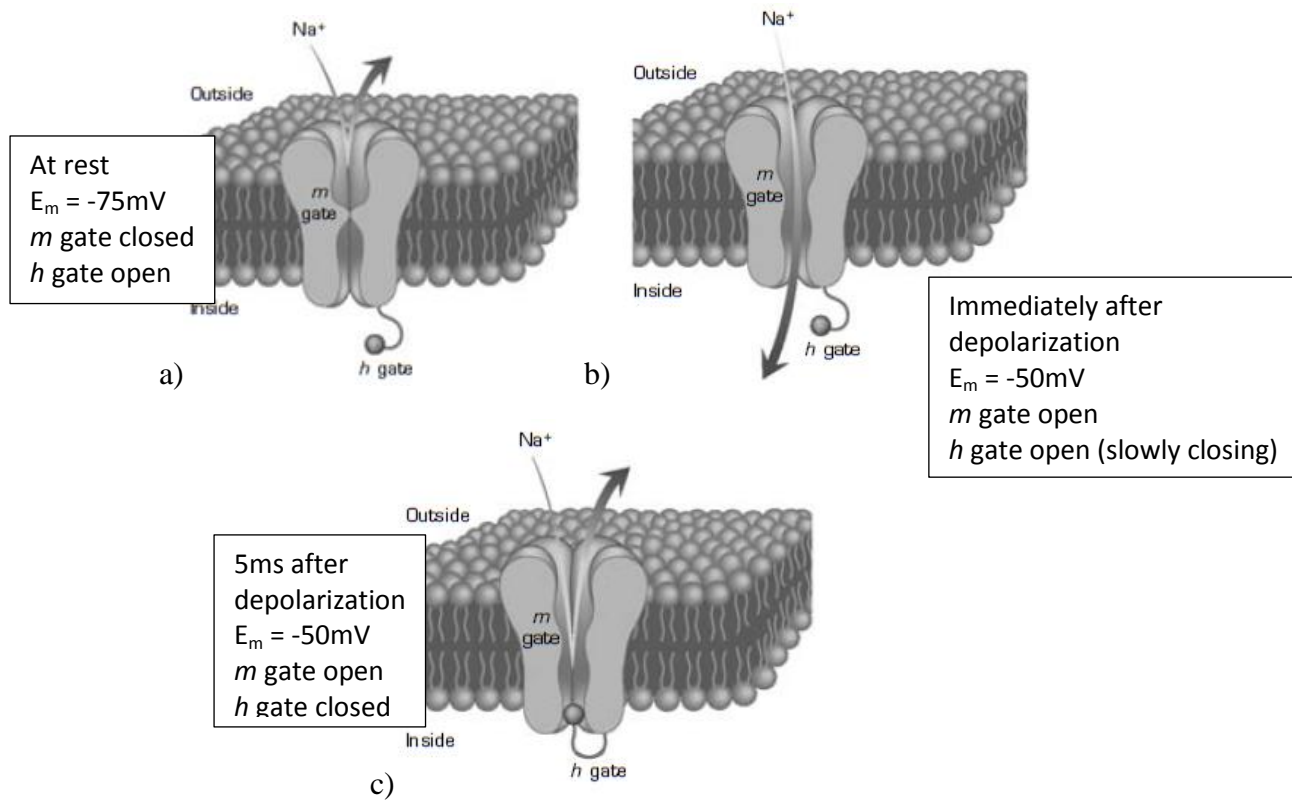 Na⁺
Outside
At rest
Eₘ = -75mV
m gate closed
h gate open
m
gate
Inside
h gate
a)
Na⁺
Outside
m
gate
Inside
h gate
b)
Immediately after
depolarization
Eₘ = -50mV
m gate open
h gate open (slowly closing)
Na⁺
Outside
5ms after
depolarization
Eₘ = -50mV
m gate open
h gate closed
m
gate
Inside
h gate
c)